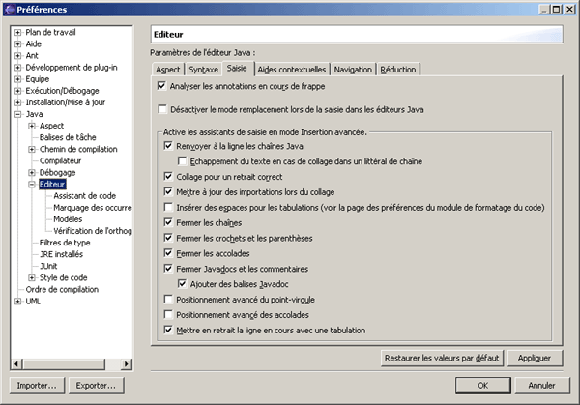 Préférences
Plan de travail
Aide
Ant
Développement de plug-in
Equipe
Exécution/Débogage
Installation/Mise à jour
Java
Aspect
Balises de tâche
Chemin de compilation
Compilateur
Débogage
Editeur
Assistant de code
Marquage des occurre
Modèles
Vérification de l'orthog
Filtres de type
JRE installés
JUnit
Style de code
Ordre de compilation
UML
Importer...
Exporter...
Editeur
Paramètres de l'éditeur Java :
Aspect Syntaxe Saisie Aides contextuelles Navigation Réduction
Analyser les annotations en cours de frappe
Désactiver le mode remplacement lors de la saisie dans les éditeurs Java
Active les assistants de saisie en mode Insertion avancée.
Renvoyer à la ligne les chaînes Java
Echappement du texte en cas de collage dans un littéral de chaîne
Colage pour un retrait correct
Mettre à jour des importations lors du collage
Insérer des espaces pour les tabulations (voir la page des préférences du module de formatage du code)
Fermer les chaînes
Fermer les crochets et les parenthèses
Fermer les accolades
Fermer Javadocs et les commentaires
Ajouter des balises Javadoc
Positionnement avancé du point-virgule
Positionnement avancé des accolades
Mettre en retrait la ligne en cours avec une tabulation
Restaurer les valeurs par défaut
Appliquer
OK
Annuler